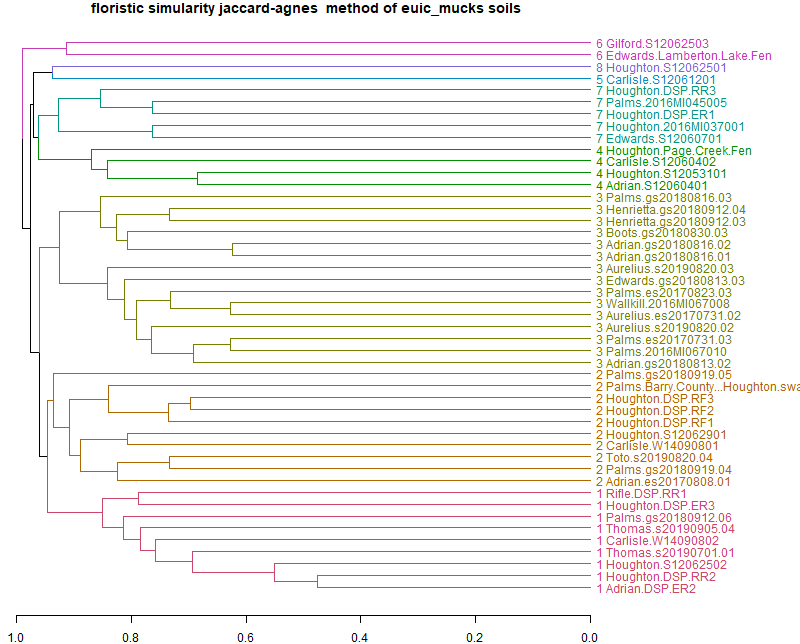 floristic simularity jaccard-agnes method of euic_mucks soils
6 Gilford.S12062503
6 Edwards.Lamberton.Lake.Fen
8 Houghton.S12062501
5 Carlisle.S12061201
7 Houghton.DSP.RR3
7 Palms.2016MI045005
7 Houghton.DSP.ER1
7 Houghton.2016MI037001
7 Edwards.S12060701
4 Houghton.Page.Creek.Fen
4 Carlisle.S12060402
4 Houghton.S12053101
4 Adrian.S12060401
3 Palms.gs20180816.03
3 Henrietta.gs20180912.04
3 Henrietta.gs20180912.03
3 Boots.gs20180830.03
3 Adrian.gs20180816.02
3 Adrian.gs20180816.01
3 Aurelius.s20190820.03
3 Edwards.gs20180813.03
3 Palms.es20170823.03
3 Wallkill.2016MI067008
3 Aurelius.es20170731.02
3 Aurelius.s20190820.02
3 Palms.es20170731.03
3 Palms.2016MI067010
3 Adrian.gs20180813.02
2 Palms.gs20180919.05
2 Palms.Barry.County...Houghton.swa
2 Houghton.DSP.RF3
2 Houghton.DSP.RF2
2 Houghton.DSP.RF1
2 Houghton.S12062901
2 Carlisle.W14090801
2 Toto.s20190820.04
2 Palms.gs20180919.04
2 Adrian.es20170808.01
1 Rifle.DSP.RR1
1 Houghton.DSP.ER3
1 Palms.gs20180912.06
1 Thomas.s20190905.04
1 Carlisle.W14090802
1 Thomas.s20190701.01
1 Houghton.S12062502
1 Houghton.DSP.RR2
1 Adrian.DSP.ER2
1.0 0.8 0.6 0.4 0.2 0.0